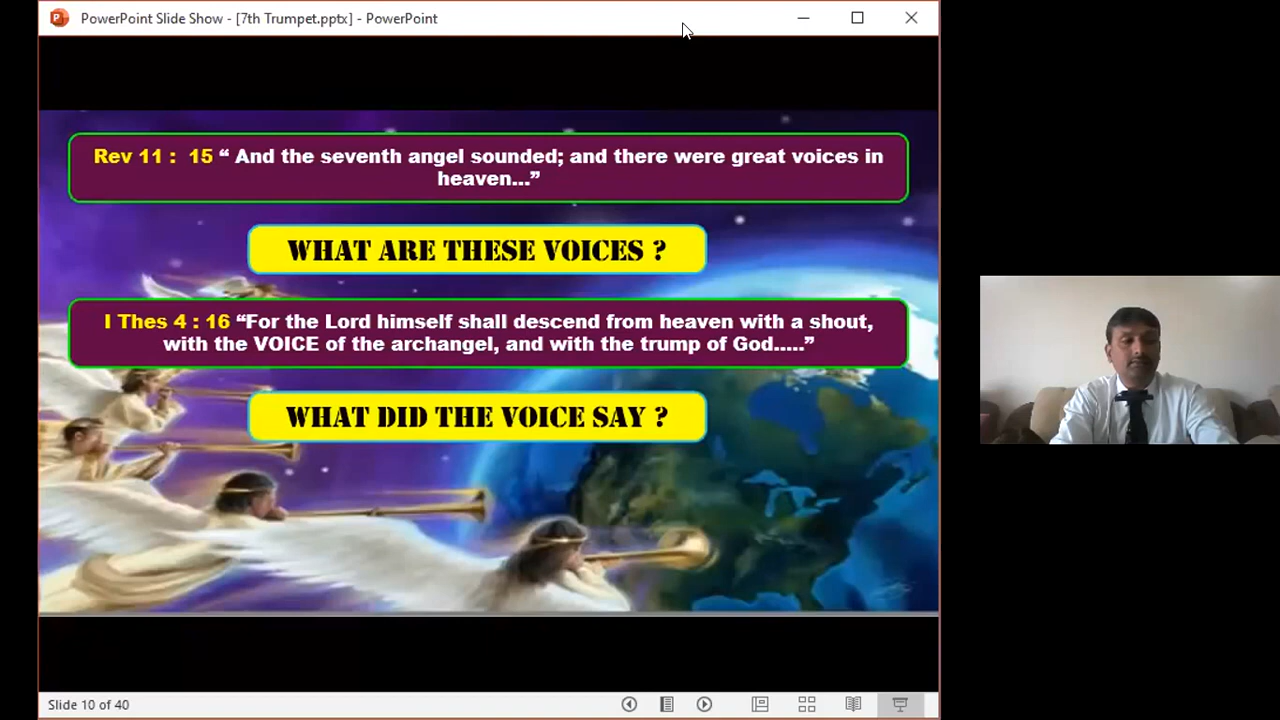 PowerPoint Slide Show - [7th Trumpet.pptx] - PowerPoint
Rev 11 : 15 “ And the seventh angel sounded; and there were great voices in
heaven...”
WHAT ARE THESE VOICES ?
I Thes 4 : 16 “For the Lord himself shall descend from heaven with a shout,
with the VOICE of the archangel, and with the trump of God.....”
WHAT DID THE VOICE SAY ?
Slide 10 of 40